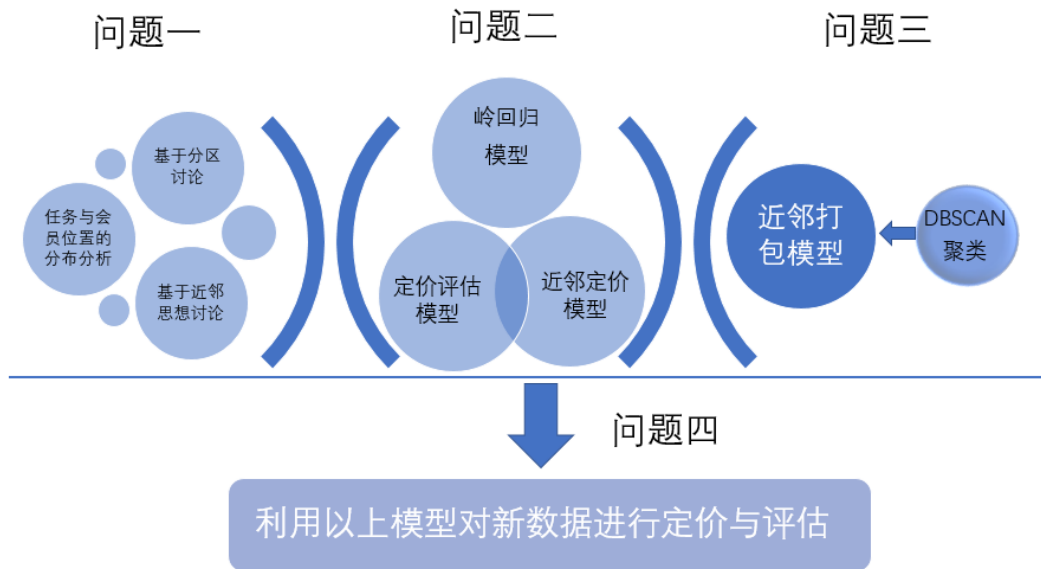 问题一
问题二
问题三
基于分区
讨论
任务与会
员位置的
分布分析
基于近邻
思想讨论
岭回归
模型
定价评估
模型
近邻定价
模型
近邻打
包模型
DBSCAN
聚类
问题四
利用以上模型对新数据进行定价与评估